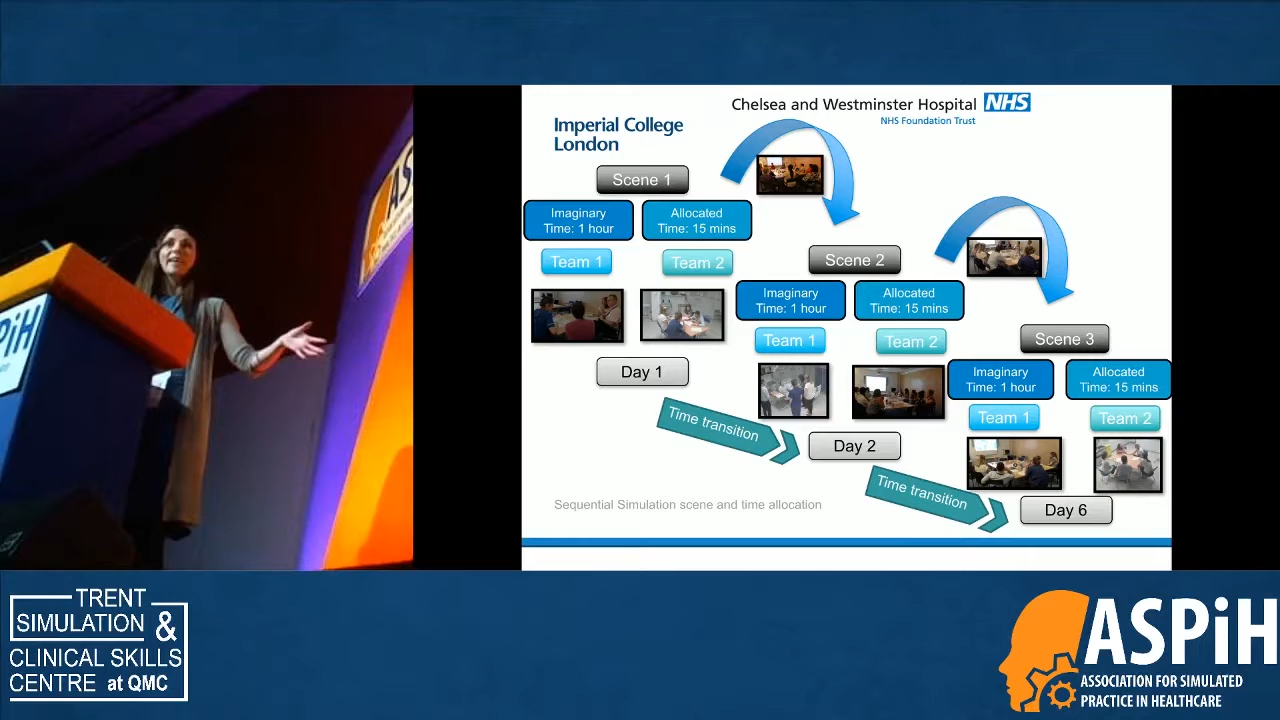 Chelsea and Westminster Hospital NHS
NHS Foundation Trust
Imperial College
London
Scene 1
Imaginary
Time: 1 hour
Allocated
Time: 15 mins
Team 1
Team 2
Day 1
Time transition
Scene 2
Imaginary
Time: 1 hour
Allocated
Time: 15 mins
Team 1
Team 2
Day 2
Time transition
Scene 3
Imaginary
Time: 1 hour
Allocated
Time: 15 mins
Team 1
Team 2
Day 6
Sequential Simulation scene and time allocation
AS
PiH
TRENT
SIMULATION &
CLINICAL SKILLS
CENTRE at QMC
ASPiH
ASSOCIATION FOR SIMULATED
PRACTICE IN HEALTHCARE